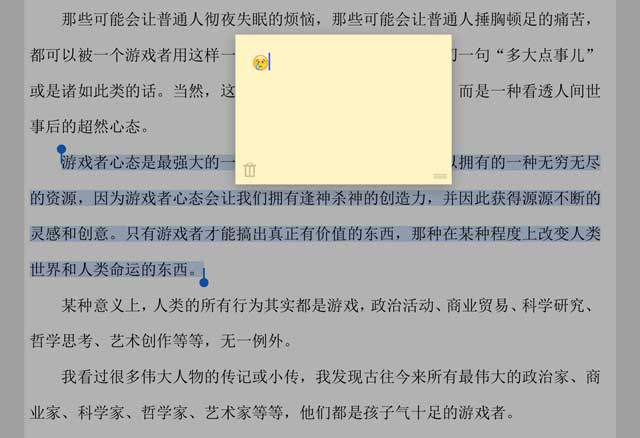 那些可能会让普通人彻夜失眠的烦恼，那些可能会让普通人捶胸顿足的痛苦，
都可以被一个游戏者用这样一 一句“多大点事儿”
或是诸如此类的话。当然，这 而是一种看透人间世
事后的超然心态。
游戏者心态是最强大的一 拥有的一种无穷无尽
的资源，因为游戏者心态会让我们拥有逢神杀神的创造力，并因此获得源源不断的
灵感和创意。只有游戏者才能搞出真正有价值的东西，那种在某种程度上改变人类
世界和人类命运的东西。
某种意义上，人类的所有行为其实都是游戏，政治活动、商业贸易、科学研究、
哲学思考、艺术创作等等，无一例外。
我看过很多伟大人物的传记或小传，我发现古往今来所有最伟大的政治家、商
业家、科学家、哲学家、艺术家等等，他们都是孩子气十足的游戏者。